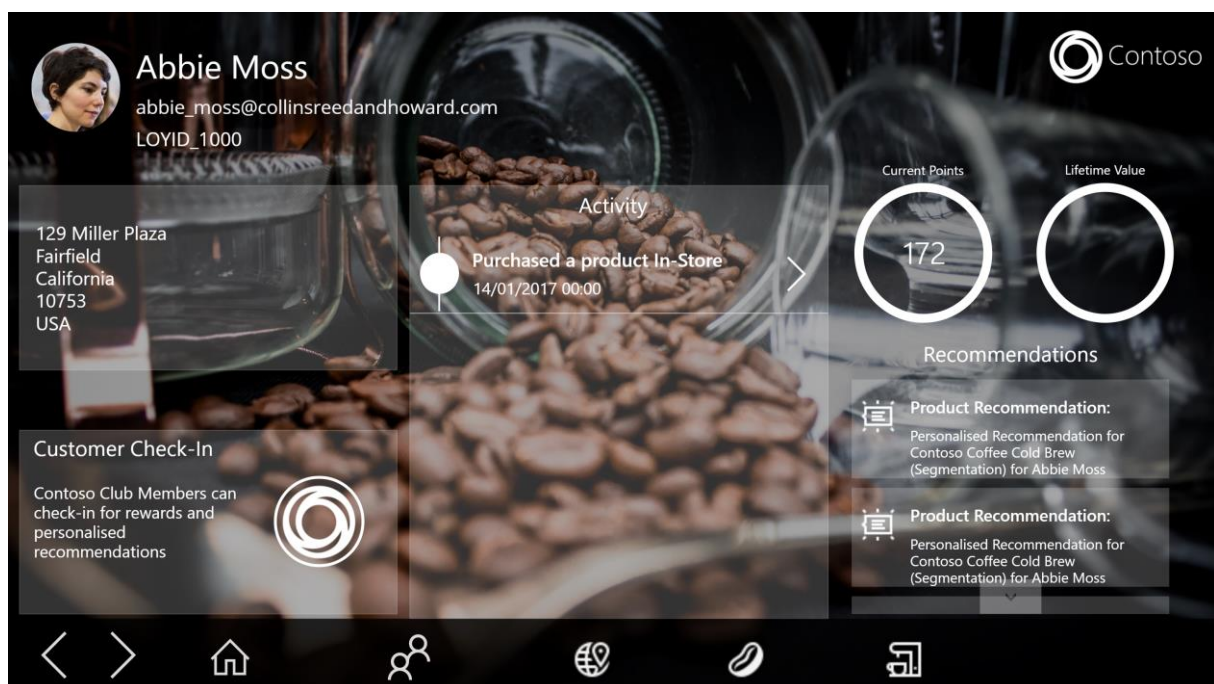 Abbie Moss
abbie_moss@collinsreedandhoward.com
LOYID_1000
Contoso
129 Miller Plaza
Fairfield
California
10753
USA
Activity
Purchased a product In-Store
14/01/2017 00:00
Current Points
Lifetime Value
172
Recommendations
Product Recommendation:
Personalised Recommendation for
Contoso Coffee Cold Brew
(Segmentation) for Abbie Moss
Product Recommendation:
Personalised Recommendation for
Contoso Coffee Cold Brew
(Segmentation) for Abbie Moss
Customer Check-In
Contoso Club Members can
check-in for rewards and
personalised
recommendations